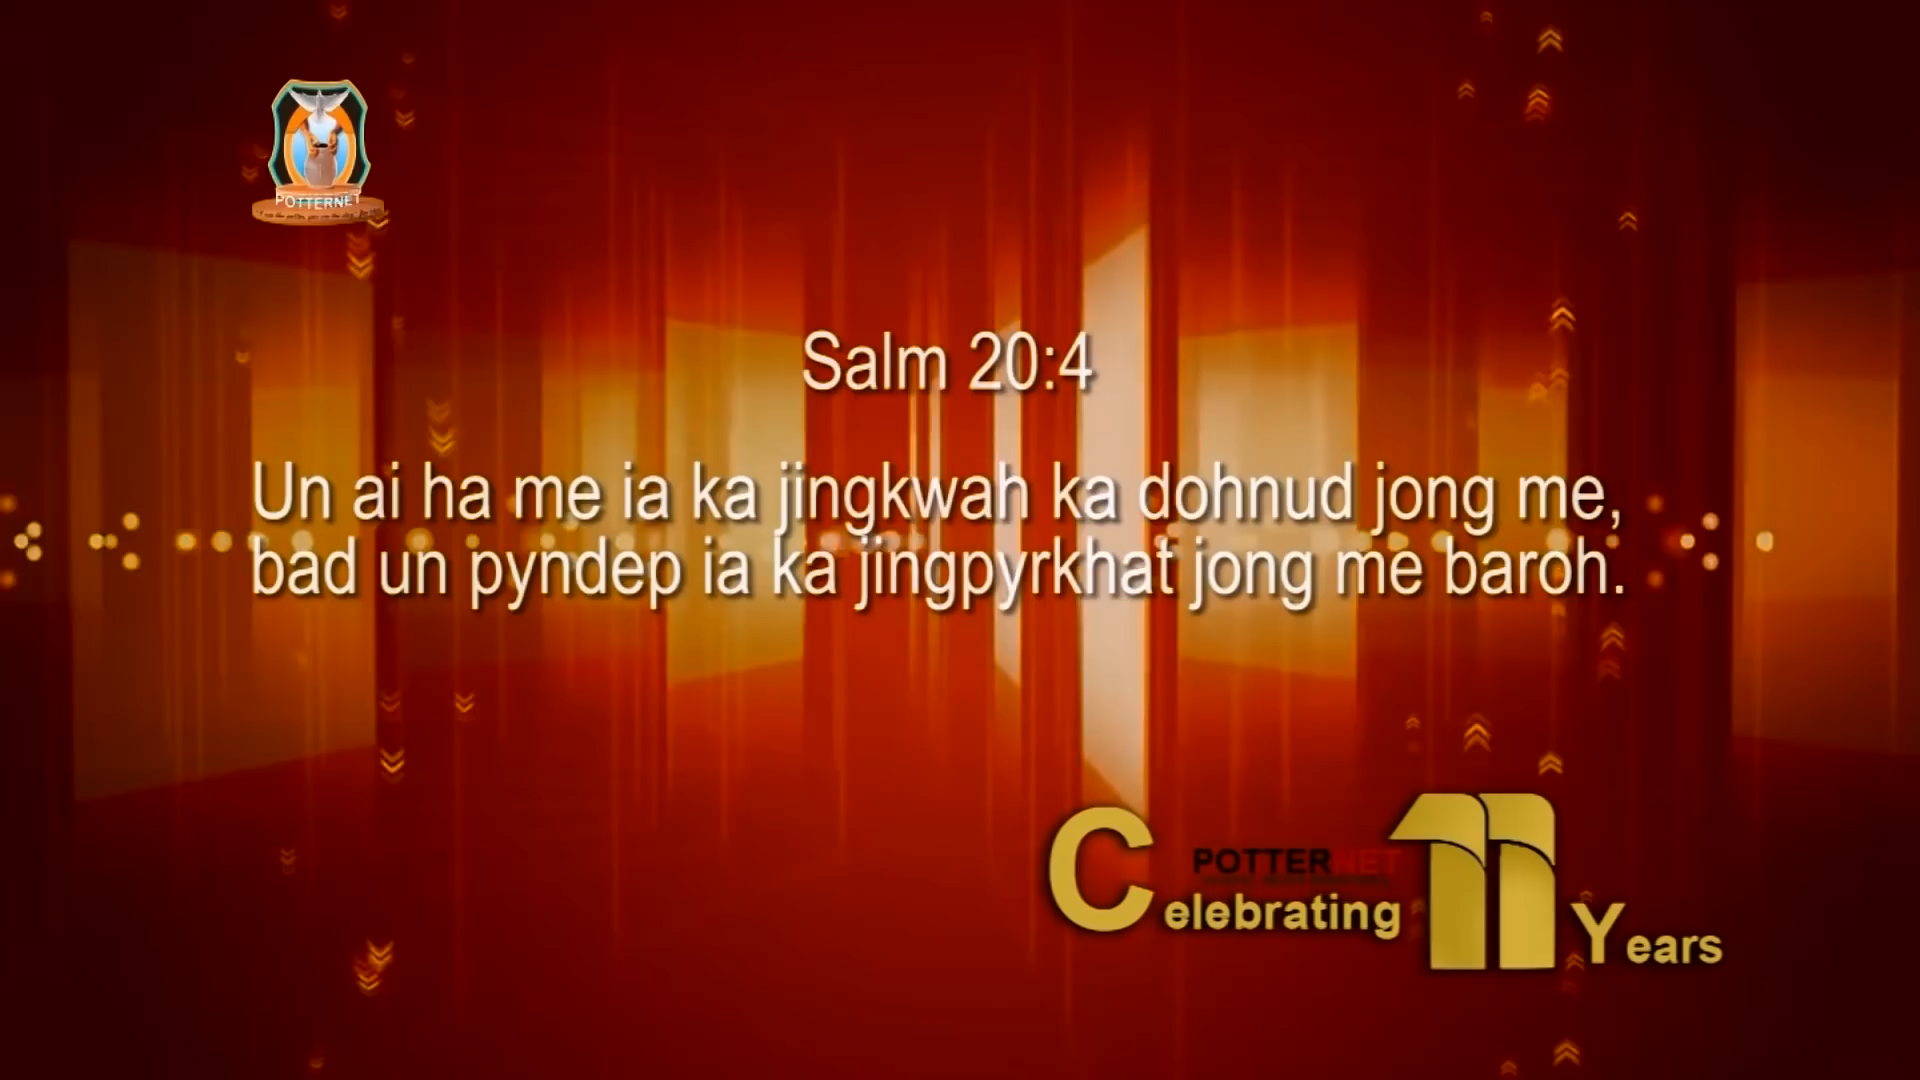 POTTERNET
Salm 20:4
Un ai ha me ia ka jingkwah ka dohnud jong me,
bad un pyndep ia ka jingpyrkhat jong me baroh.
POTTERNET
Celebrating 11 Years